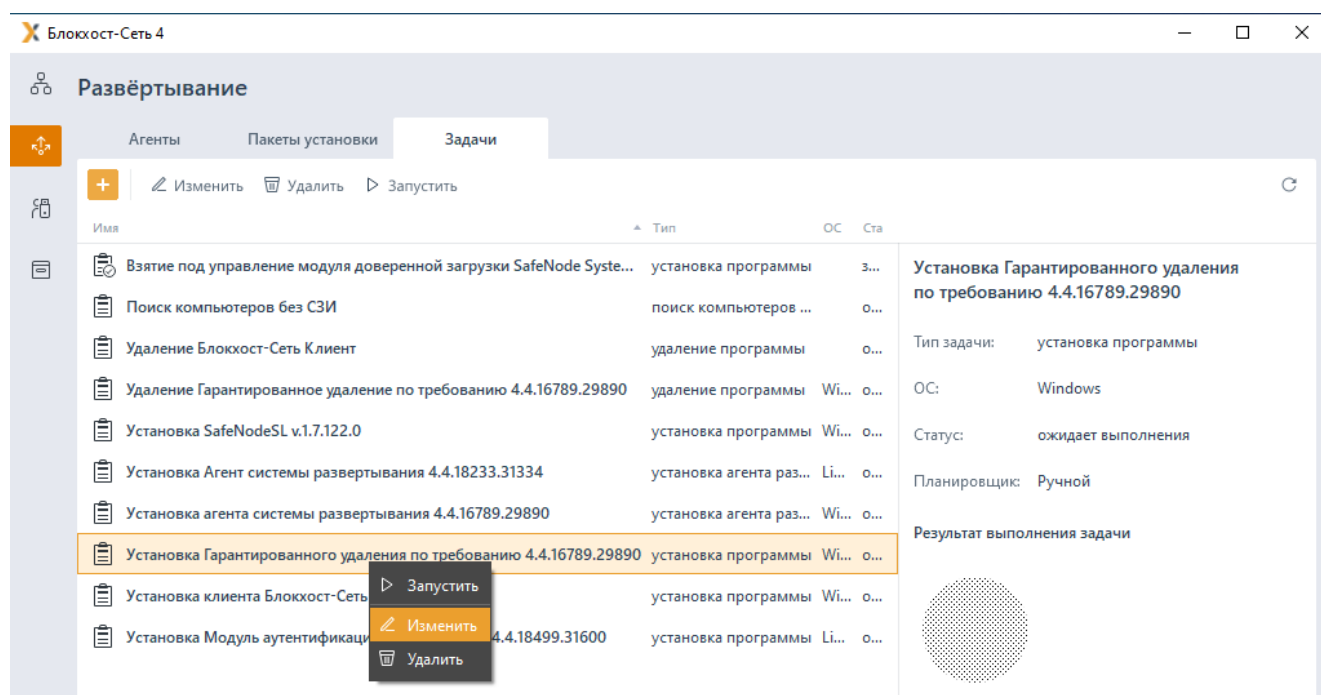 Блокхост-Сеть 4
Развёртывание
Агенты Пакеты установки Задачи
Изменить Удалить Запустить
Имя Тип ОС Ста
Взятие под управление модуля доверенной загрузки SafeNode Syste... установка программы з...
Поиск компьютеров без СЗИ поиск компьютеров ... о...
Удаление Блокхост-Сеть Клиент удаление программы о...
Удаление Гарантированное удаление по требованию 4.4.16789.29890 удаление программы Wi... о...
Установка SafeNodeSL v.1.7.122.0 установка программы Wi... о...
Установка Агент системы развертывания 4.4.18233.31334 установка агента раз... Li... о...
Установка агента системы развертывания 4.4.16789.29890 установка агента раз... Wi... о...
Установка Гарантированного удаления по требованию 4.4.16789.29890 установка программы Wi... о...
Установка клиента Блокхост-Сеть установка программы Wi... о...
Установка Модуль аутентификаци 4.4.18499.31600 установка программы Li... о...
Запустить
Изменить
Удалить
Установка Гарантированного удаления
по требованию 4.4.16789.29890
Тип задачи: установка программы
ОС: Windows
Статус: ожидает выполнения
Планировщик: Ручной
Результат выполнения задачи